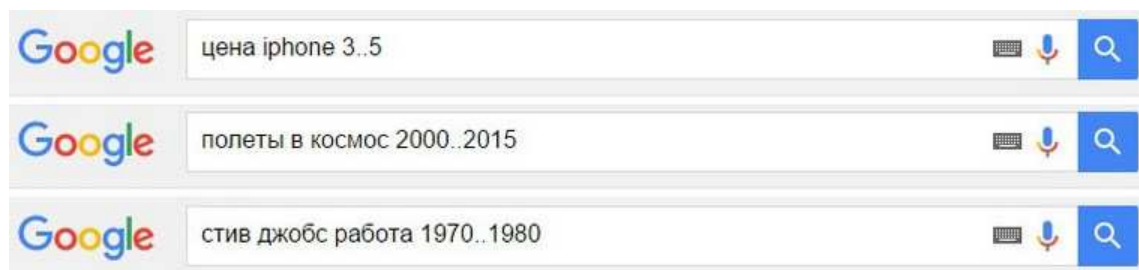 Google цена iphone 3..5
Google полеты в космос 2000..2015
Google стив джобс работа 1970..1980